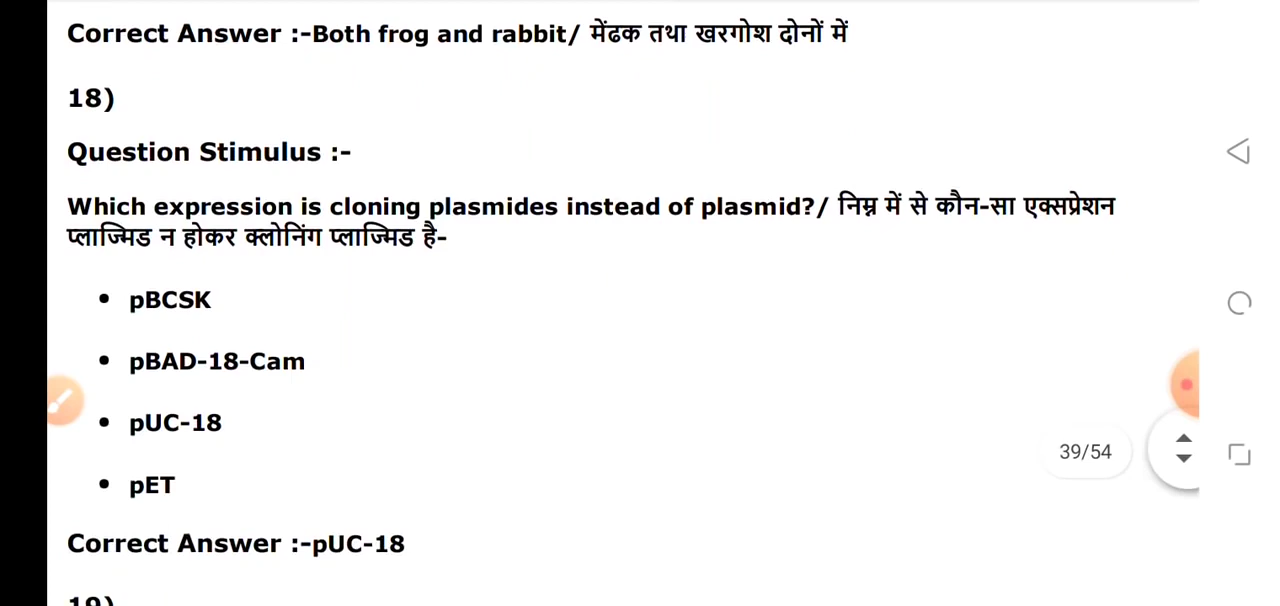 Correct Answer :-Both frog and rabbit/ मेंढक तथा खरगोश दोनों में
18)
Question Stimulus :-
Which expression is cloning plasmides instead of plasmid?/ निम्न में से कौन-सा एक्सप्रेशन
प्लाज्मिड न होकर क्लोनिंग प्लाज्मिड है-
• pBCSK
• pBAD-18-Cam
• pUC-18
39/54
• pET
Correct Answer :-pUC-18
19)